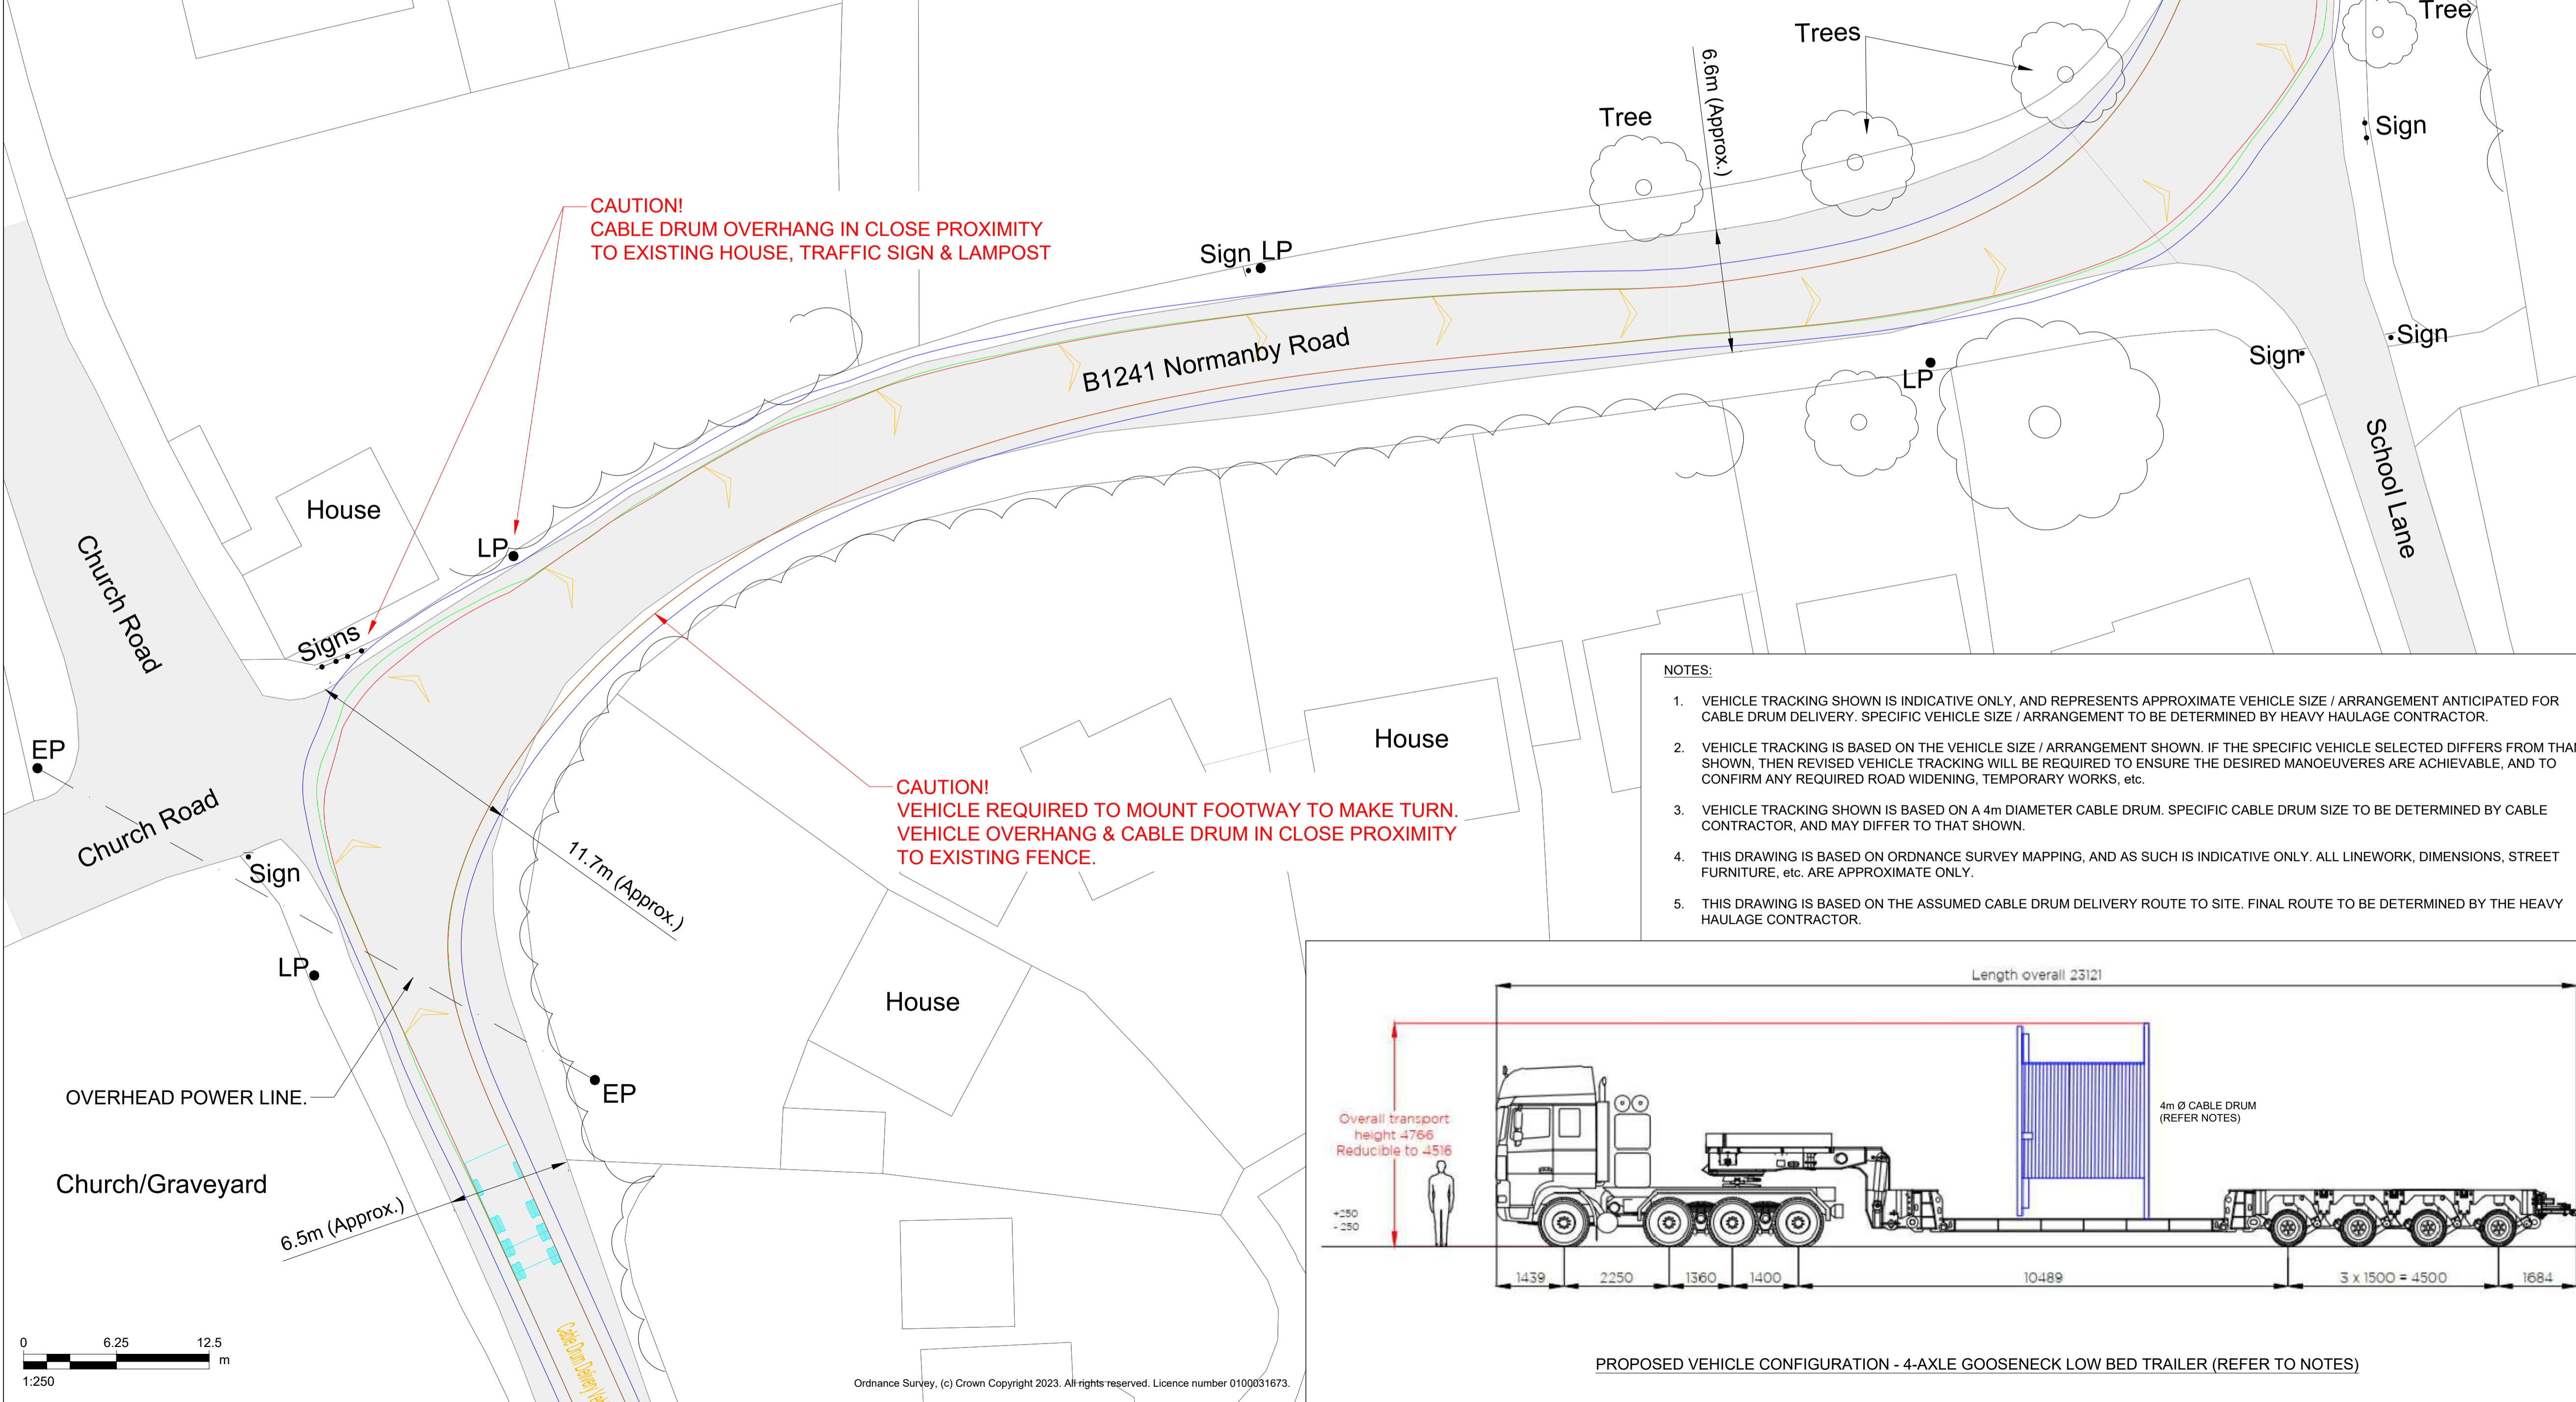 Trees
Tree
6.6m (Approx.)
Tree
Sign
CAUTION!
CABLE DRUM OVERHANG IN CLOSE PROXIMITY
TO EXISTING HOUSE, TRAFFIC SIGN & LAMPOST
Sign LP
B1241 Normanby Road
Sign
Sign
LP
School Lane
House
LP
Church Road
Signs
EP
Church Road
Sign
LP
11.7m (Approx.)
House
CAUTION!
VEHICLE REQUIRED TO MOUNT FOOTWAY TO MAKE TURN.
VEHICLE OVERHANG & CABLE DRUM IN CLOSE PROXIMITY
TO EXISTING FENCE.
House
OVERHEAD POWER LINE.
EP
Church/Graveyard
6.5m (Approx.)
Cable Drum Delivery
0 6.25 12.5
m
1:250
Ordnance Survey, (c) Crown Copyright 2023. All rights reserved. Licence number 0100031673.
NOTES:
1. VEHICLE TRACKING SHOWN IS INDICATIVE ONLY, AND REPRESENTS APPROXIMATE VEHICLE SIZE / ARRANGEMENT ANTICIPATED FOR
CABLE DRUM DELIVERY. SPECIFIC VEHICLE SIZE / ARRANGEMENT TO BE DETERMINED BY HEAVY HAULAGE CONTRACTOR.
2. VEHICLE TRACKING IS BASED ON THE VEHICLE SIZE / ARRANGEMENT SHOWN. IF THE SPECIFIC VEHICLE SELECTED DIFFERS FROM THA
SHOWN, THEN REVISED VEHICLE TRACKING WILL BE REQUIRED TO ENSURE THE DESIRED MANOEUVERES ARE ACHIEVABLE, AND TO
CONFIRM ANY REQUIRED ROAD WIDENING, TEMPORARY WORKS, etc.
3. VEHICLE TRACKING SHOWN IS BASED ON A 4m DIAMETER CABLE DRUM. SPECIFIC CABLE DRUM SIZE TO BE DETERMINED BY CABLE
CONTRACTOR, AND MAY DIFFER TO THAT SHOWN.
4. THIS DRAWING IS BASED ON ORDNANCE SURVEY MAPPING, AND AS SUCH IS INDICATIVE ONLY. ALL LINEWORK, DIMENSIONS, STREET
FURNITURE, etc. ARE APPROXIMATE ONLY.
5. THIS DRAWING IS BASED ON THE ASSUMED CABLE DRUM DELIVERY ROUTE TO SITE. FINAL ROUTE TO BE DETERMINED BY THE HEAVY
HAULAGE CONTRACTOR.
Length overall 23121
Overall transport
height 4766
Reducible to 4516
+250
- 250
4m Ø CABLE DRUM
(REFER NOTES)
1439 2250 1360 1400 10489 3 x 1500 = 4500 1684
PROPOSED VEHICLE CONFIGURATION - 4-AXLE GOOSENECK LOW BED TRAILER (REFER TO NOTES)